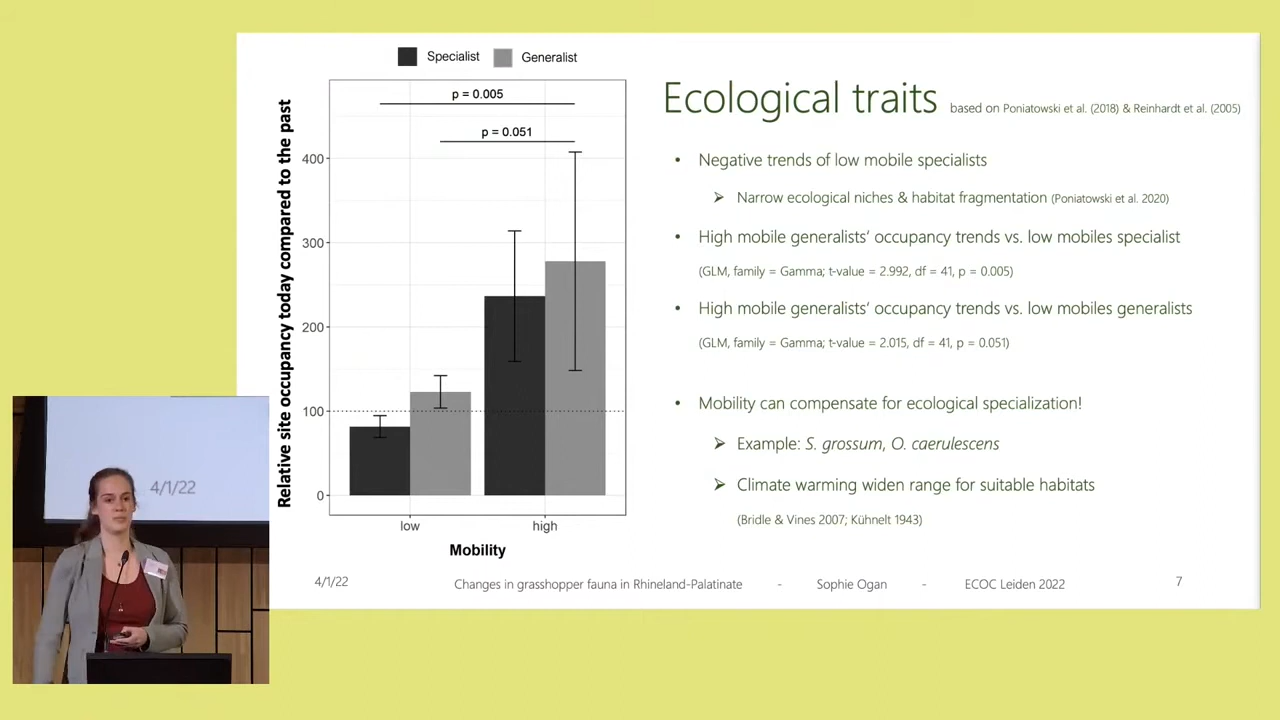 Specialist Generalist
p = 0.005
p = 0.051
400
300
200
100
0
Relative site occupancy today compared to the past
low high
Mobility
Ecological traits based on Poniatowski et al. (2018) & Reinhardt et al. (2005)
• Negative trends of low mobile specialists
➢ Narrow ecological niches & habitat fragmentation (Poniatowski et al. 2020)
• High mobile generalists‘ occupancy trends vs. low mobiles specialist
(GLM, family = Gamma; t-value = 2.992, df = 41, p = 0.005)
• High mobile generalists‘ occupancy trends vs. low mobiles generalists
(GLM, family = Gamma; t-value = 2.015, df = 41, p = 0.051)
• Mobility can compensate for ecological specialization!
➢ Example: S. grossum, O. caerulescens
➢ Climate warming widen range for suitable habitats
(Bridle & Vines 2007; Kühnelt 1943)
4/1/22 Changes in grasshopper fauna in Rhineland-Palatinate - Sophie Ogan - ECOC Leiden 2022 7
4/1/22